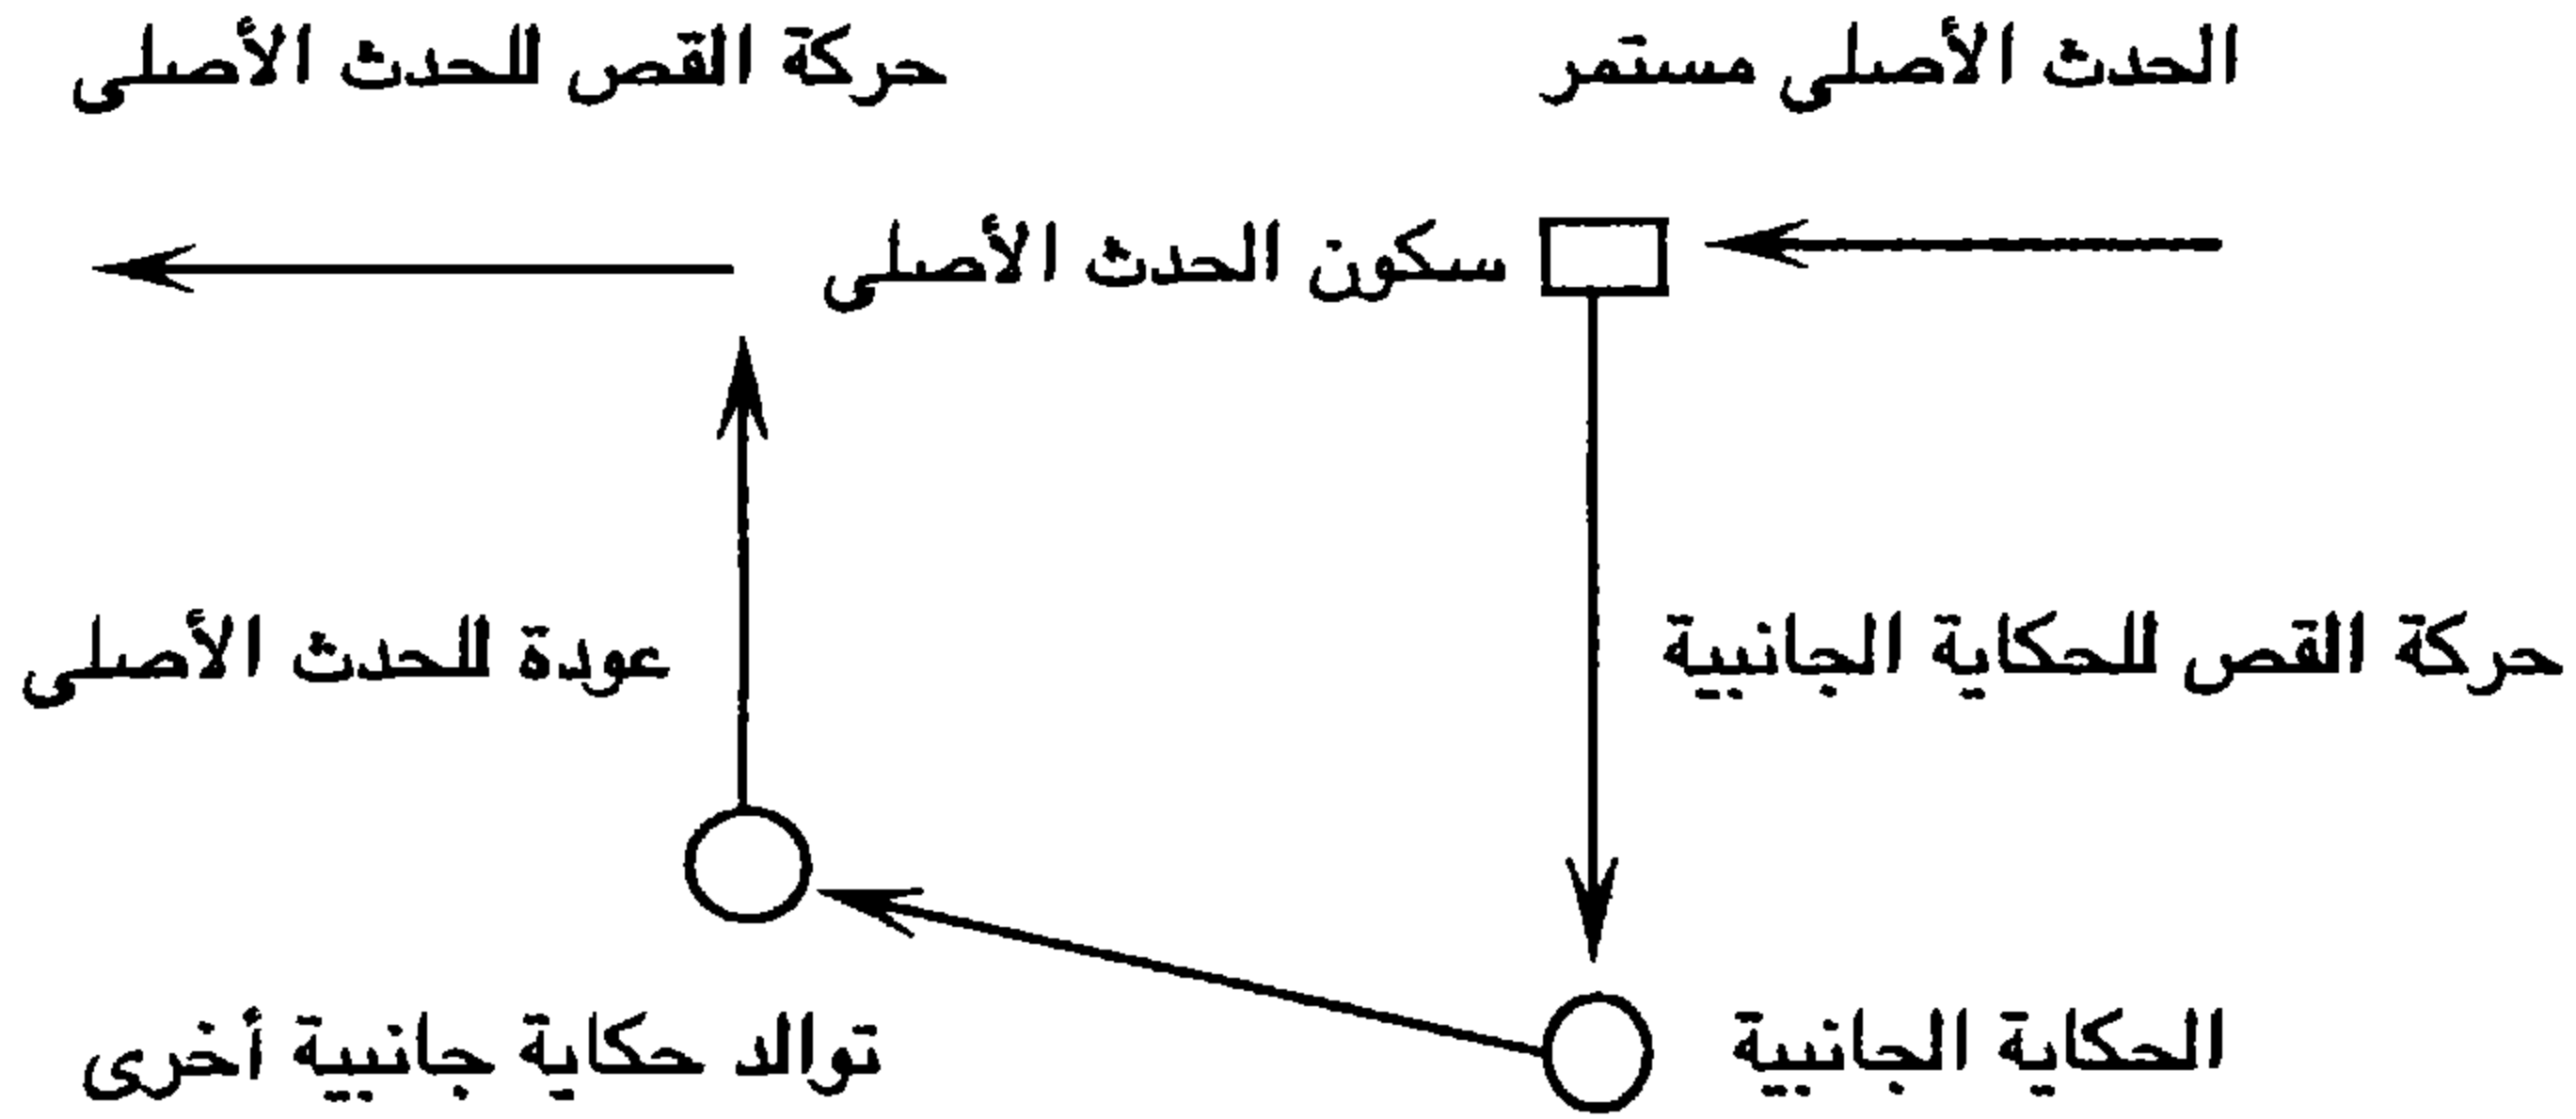 الحدث الأصلى مستمر
حركة القص للحدث الأصلى
سكون الحدث الأصلى
حركة القص للحكاية الجانبية
عودة للحدث الأصلى
الحكاية الجانبية
توالد حكاية جانبية أخرى